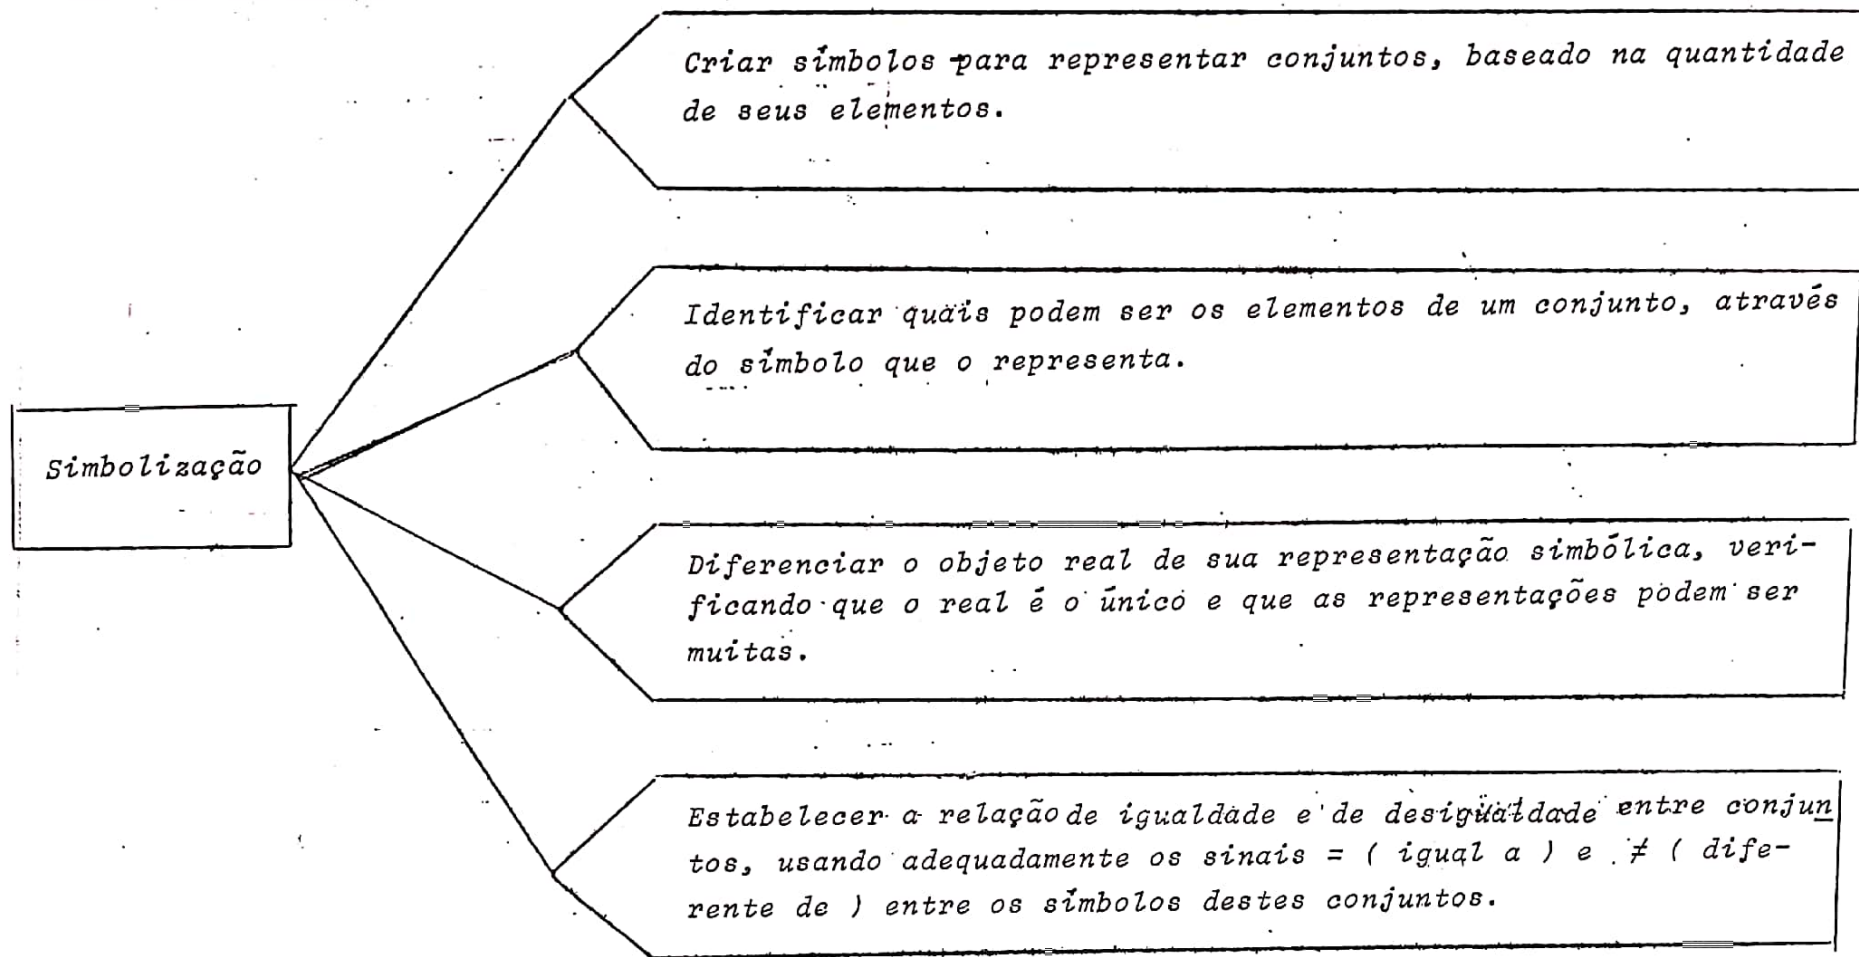 Criar símbolos para representar conjuntos, baseado na quantidade
de seus elementos.
Identificar quais podem ser os elementos de um conjunto, através
do símbolo que o representa.
Simbolização
Diferenciar o objeto real de sua representação simbólica, veri-
ficando que o real é o único e que as representações podem ser
muitas.
Estabelecer a relação de igualdade e de desigualdade entre conjun
tos, usando adequadamente os sinais = ( igual a ) e ≠ ( dife-
rente de ) entre os símbolos destes conjuntos.